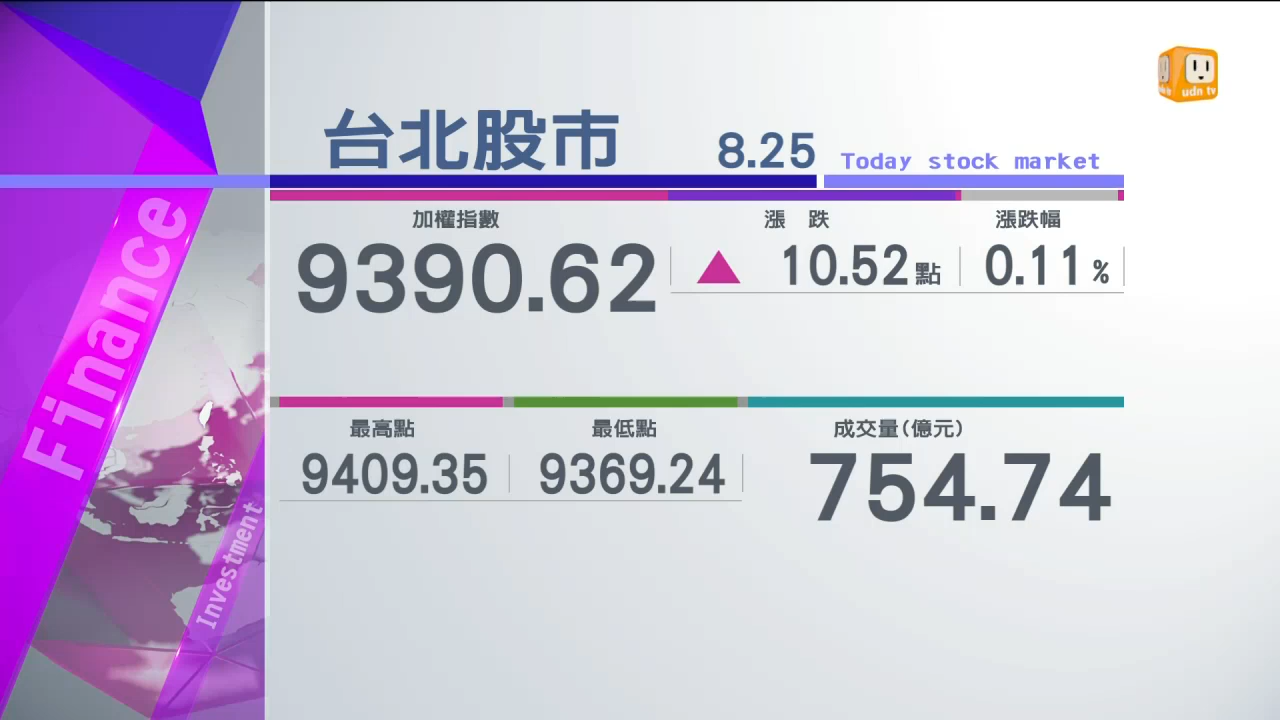 udn tv
台北股市 8.25 Today stock market
加權指數 漲 跌 漲跌幅
9390.62 ▲ 10.52點 0.11%
最高點 最低點 成交量(億元)
9409.35 9369.24 754.74
Finance
Investment